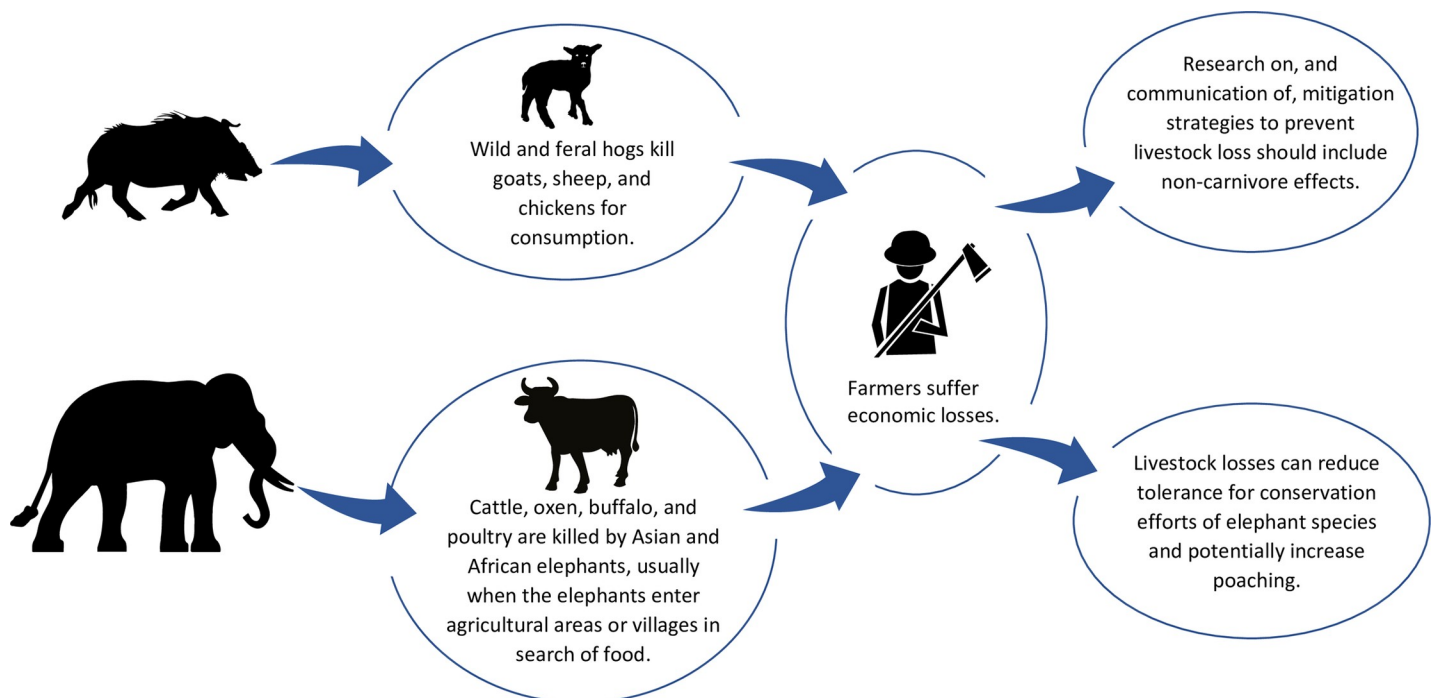 Wild and feral hogs kill
goats, sheep, and
chickens for
consumption.
Cattle, oxen, buffalo, and
poultry are killed by Asian and
African elephants, usually
when the elephants enter
agricultural areas or villages in
search of food.
Farmers suffer
economic losses.
Research on, and
communication of, mitigation
strategies to prevent
livestock loss should include
non-carnivore effects.
Livestock losses can reduce
tolerance for conservation
efforts of elephant species
and potentially increase
poaching.